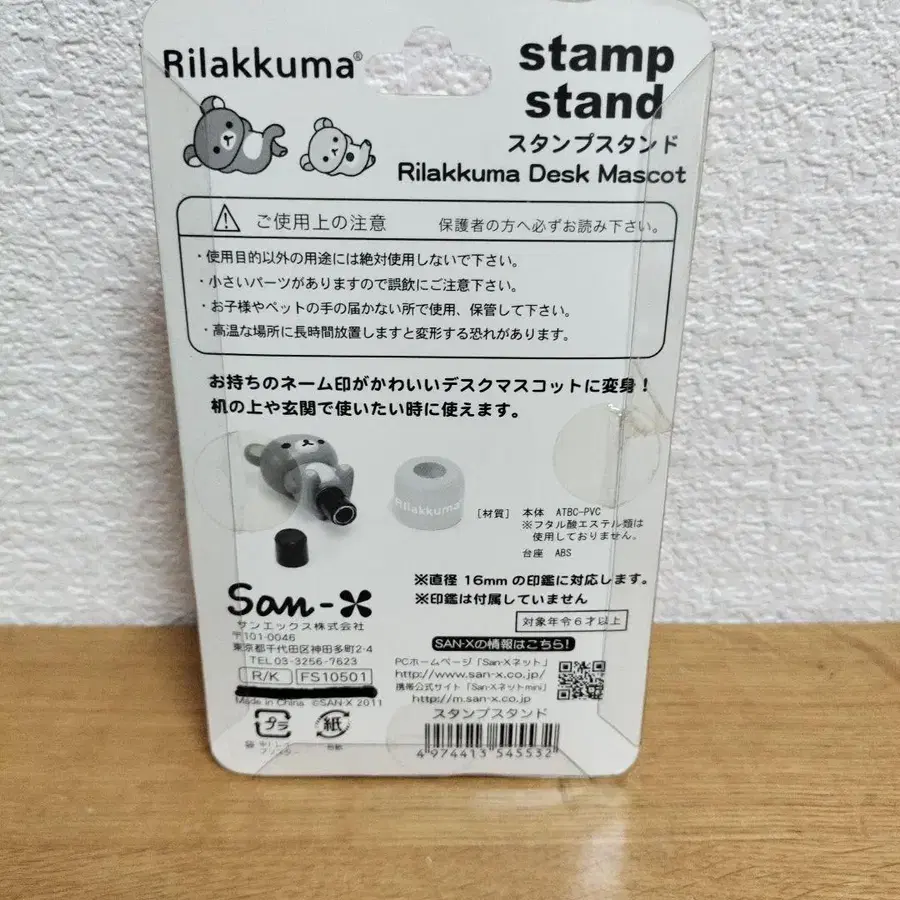 Rilakkuma®
stamp
stand
スタンプスタンド
Rilakkuma Desk Mascot
ご使用上の注意 保護者の方へ必ずお読み下さい。
・使用目的以外の用途には絶対使用しないで下さい。
・小さいパーツがありますので誤飲にご注意下さい。
・お子様やペットの手の届かない所で使用、保管して下さい。
・高温な場所に長時間放置しますと変形する恐れがあります。
お持ちのネーム印がかわいいデスクマスコットに変身！
机の上や玄関で使いたい時に使えます。
Rilakkuma
[材質] 本体 ATBC-PVC
※フタル酸エステル類は
使用しておりません。
台座 ABS
※直径 16mm の印鑑に対応します。
※印鑑は付属していません
対象年令6才以上
San-X
サンエックス株式会社
〒101-0046
東京都千代田区神田多町2-4
TEL03-3256-7623
R/K FS10501
Made in China ©SAN-X 2011
プラ 紙
SAN-Xの情報はこちら!
PCホームページ「San-Xネット」
http://www.san-x.co.jp/
携帯公式サイト「San-Xネットmini」
http://m.san-x.co.jp
スタンプスタンド
4 974413 545532